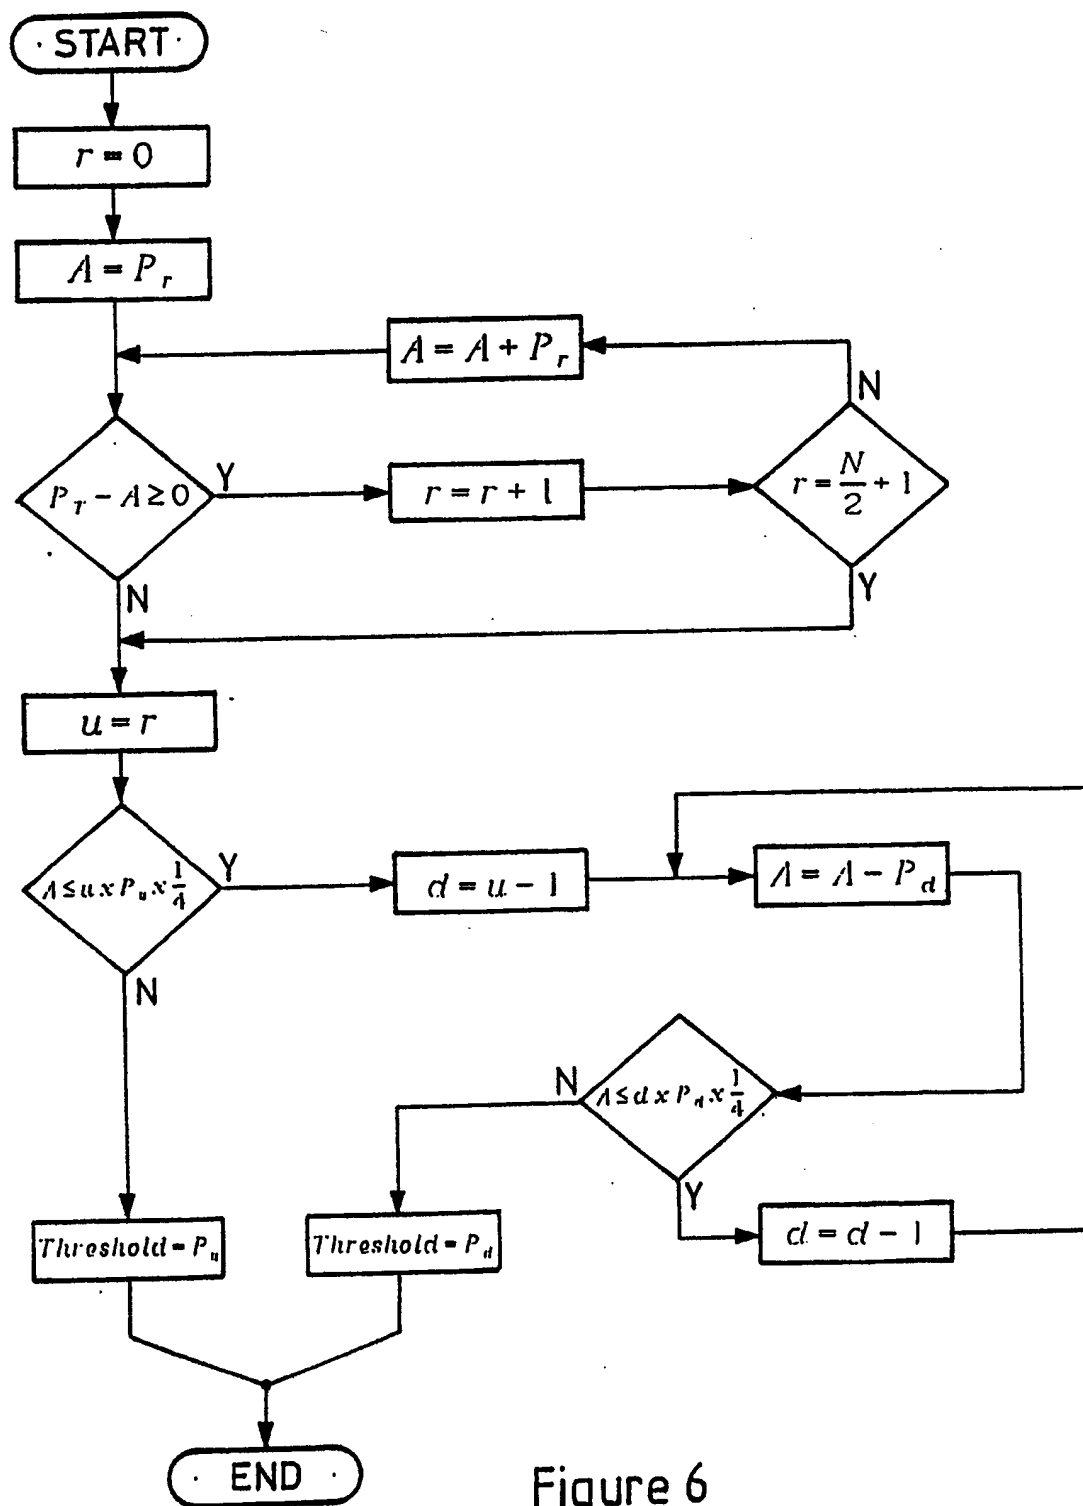 START
r = 0
A = P_r
A = A + P_r
N
P_r - A ≥ 0
Y
r = r + 1
r = N/2 + 1
N
Y
u = r
A ≤ u x P_u x 1/4
Y
d = u - 1
A = A - P_d
N
N
A ≤ d x P_d x 1/4
Y
Threshold = P_u
Threshold = P_d
d = d - 1
END
Figure 6